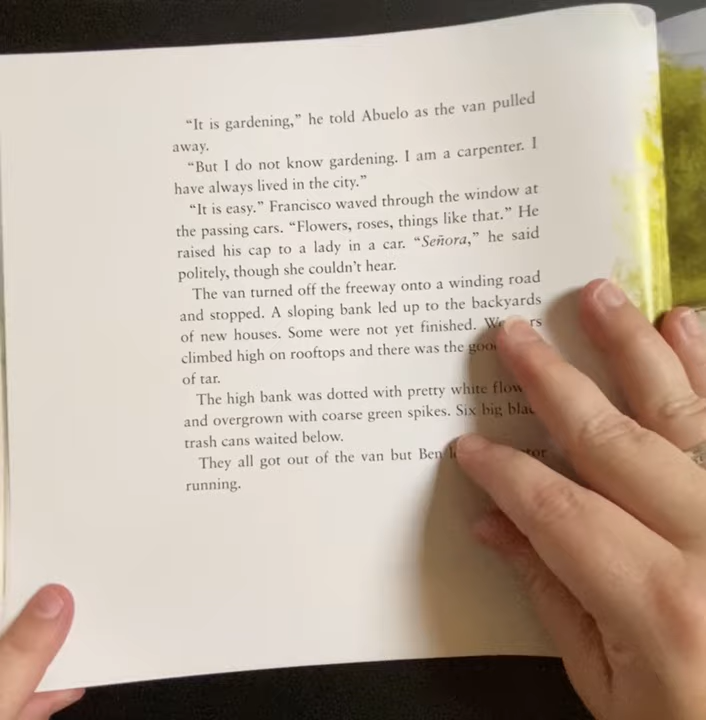 “It is gardening,” he told Abuelo as the van pulled
away.
“But I do not know gardening. I am a carpenter. I
have always lived in the city.”
“It is easy.” Francisco waved through the window at
the passing cars. “Flowers, roses, things like that.” He
raised his cap to a lady in a car. “Señora,” he said
politely, though she couldn’t hear.
The van turned off the freeway onto a winding road
and stopped. A sloping bank led up to the backyards
of new houses. Some were not yet finished.
climbed high on rooftops and there was the
of tar.
The high bank was dotted with pretty white
and overgrown with coarse green spikes. Six big
trash cans waited below.
They all got out of the van but Ben
running.